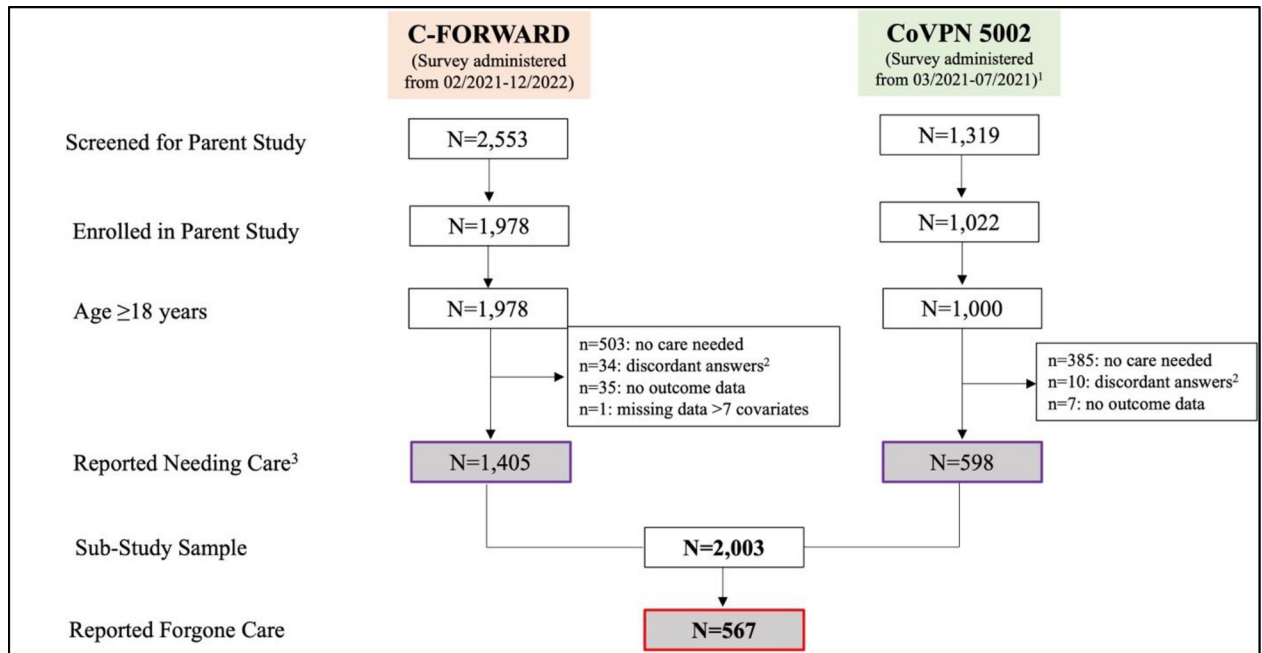 C-FORWARD
(Survey administered
from 02/2021-12/2022)
CoVPN 5002
(Survey administered
from 03/2021-07/2021)¹
Screened for Parent Study
N=2,553
N=1,319
Enrolled in Parent Study
N=1,978
N=1,022
Age ≥18 years
N=1,978
N=1,000
n=503: no care needed
n=34: discordant answers²
n=35: no outcome data
n=1: missing data >7 covariates
n=385: no care needed
n=10: discordant answers²
n=7: no outcome data
Reported Needing Care³
N=1,405
N=598
Sub-Study Sample
N=2,003
Reported Forgone Care
N=567